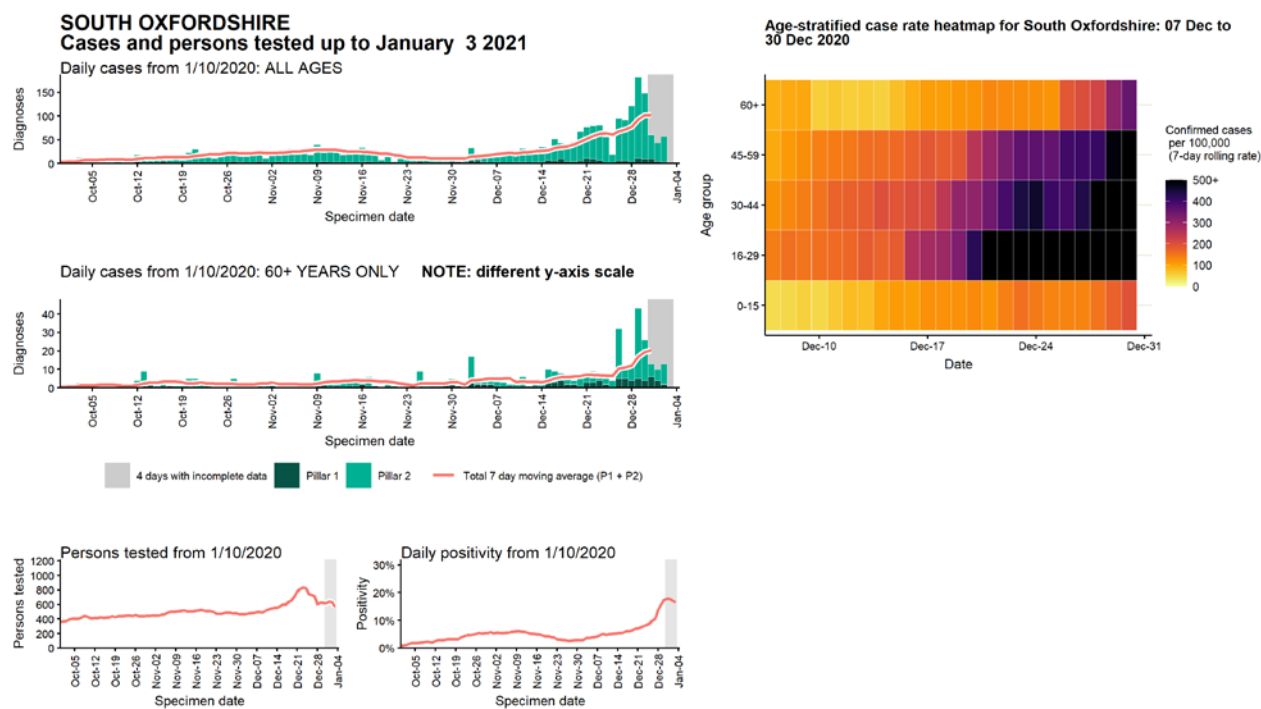 SOUTH OXFORDSHIRE
Cases and persons tested up to January 3 2021
Daily cases from 1/10/2020: ALL AGES
Diagnoses
150
100
50
0
Oct-05
Oct-12
Oct-19
Oct-26
Nov-02
Nov-09
Nov-16
Nov-23
Nov-30
Dec-07
Dec-14
Dec-21
Dec-28
Jan-04
Specimen date
Daily cases from 1/10/2020: 60+ YEARS ONLY NOTE: different y-axis scale
Diagnoses
40
30
20
10
0
Oct-05
Oct-12
Oct-19
Oct-26
Nov-02
Nov-09
Nov-16
Nov-23
Nov-30
Dec-07
Dec-14
Dec-21
Dec-28
Jan-04
Specimen date
4 days with incomplete data
Pillar 1
Pillar 2
Total 7 day moving average (P1 + P2)
Persons tested from 1/10/2020
Persons tested
1200
1000
800
600
400
200
0
Oct-05
Oct-12
Oct-19
Oct-26
Nov-02
Nov-09
Nov-16
Nov-23
Nov-30
Dec-07
Dec-14
Dec-21
Dec-28
Jan-04
Specimen date
Daily positivity from 1/10/2020
Positivity
30%
20%
10%
0%
Oct-05
Oct-12
Oct-19
Oct-26
Nov-02
Nov-09
Nov-16
Nov-23
Nov-30
Dec-07
Dec-14
Dec-21
Dec-28
Jan-04
Specimen date
Age-stratified case rate heatmap for South Oxfordshire: 07 Dec to
30 Dec 2020
Age group
60+
45-59
30-44
16-29
0-15
Dec-10
Dec-17
Dec-24
Dec-31
Date
Confirmed cases
per 100,000
(7-day rolling rate)
500+
400
300
200
100
0